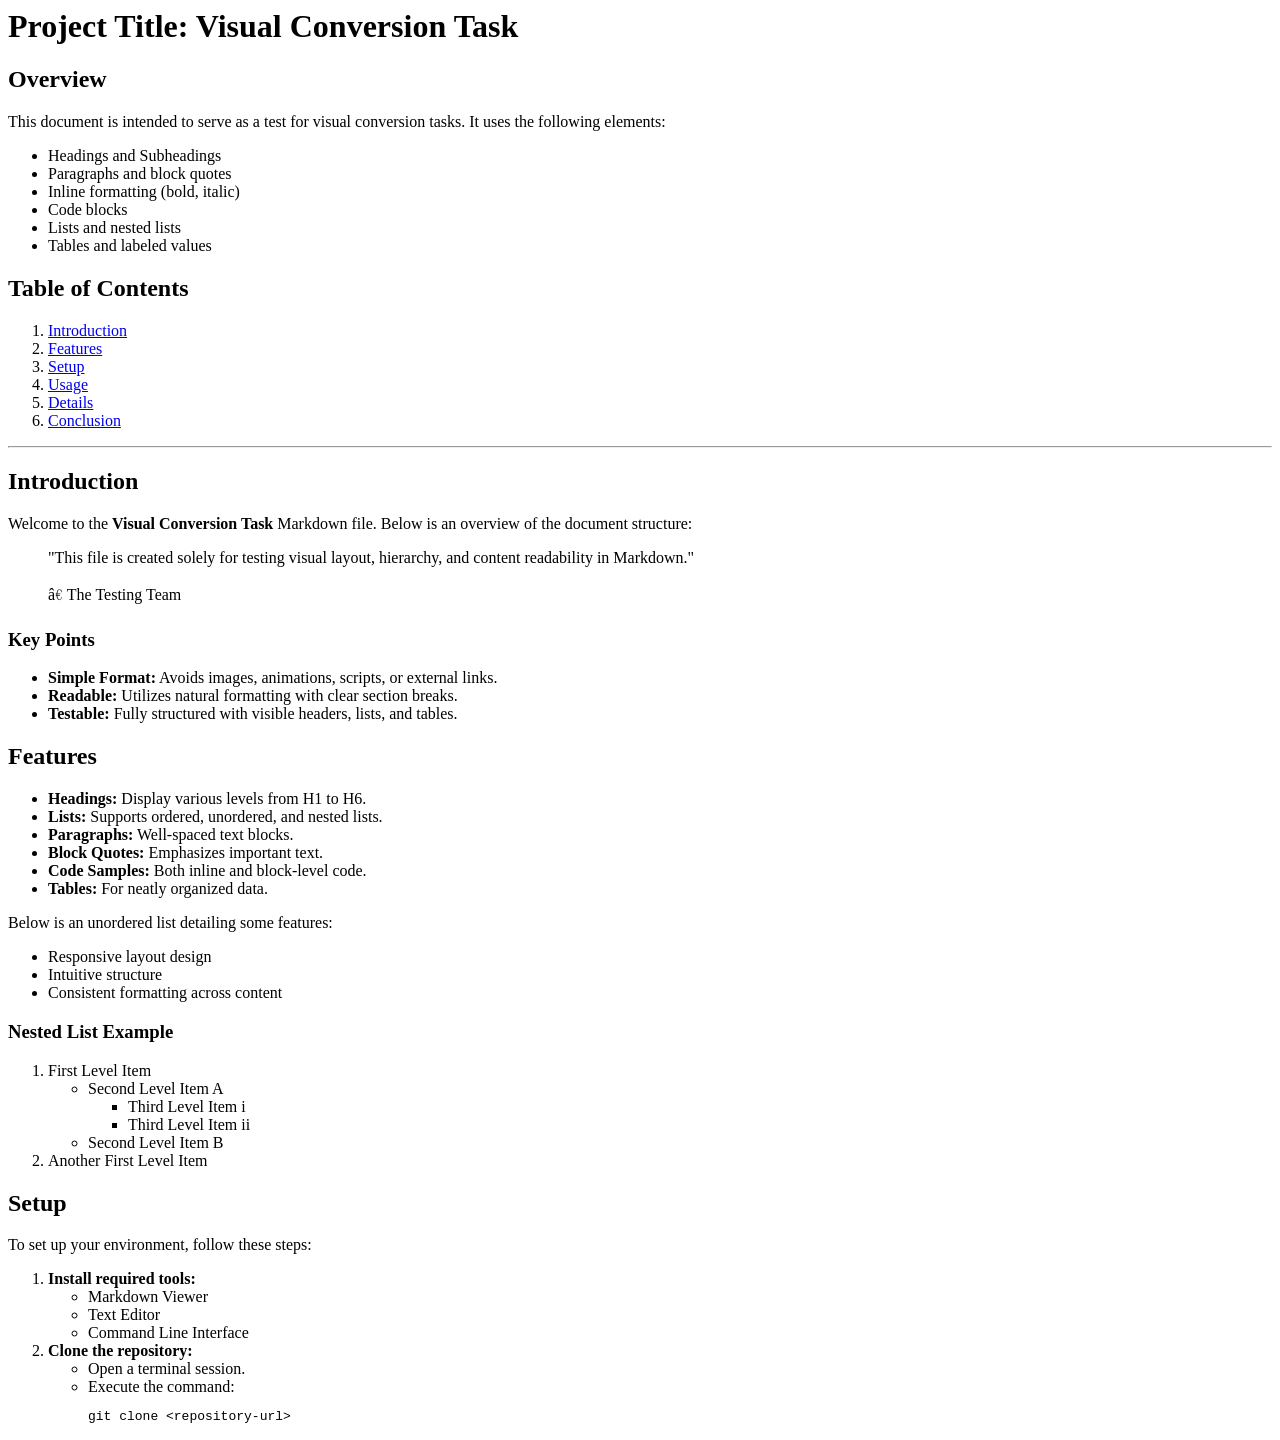 Project Title: Visual Conversion Task
Overview
This document is intended to serve as a test for visual conversion tasks. It uses the following elements:
• Headings and Subheadings
• Paragraphs and block quotes
• Inline formatting (bold, italic)
• Code blocks
• Lists and nested lists
• Tables and labeled values
Table of Contents
1. Introduction
2. Features
3. Setup
4. Usage
5. Details
6. Conclusion
Introduction
Welcome to the Visual Conversion Task Markdown file. Below is an overview of the document structure:
"This file is created solely for testing visual layout, hierarchy, and content readability in Markdown."
â€ The Testing Team
Key Points
• Simple Format: Avoids images, animations, scripts, or external links.
• Readable: Utilizes natural formatting with clear section breaks.
• Testable: Fully structured with visible headers, lists, and tables.
Features
• Headings: Display various levels from H1 to H6.
• Lists: Supports ordered, unordered, and nested lists.
• Paragraphs: Well-spaced text blocks.
• Block Quotes: Emphasizes important text.
• Code Samples: Both inline and block-level code.
• Tables: For neatly organized data.
Below is an unordered list detailing some features:
• Responsive layout design
• Intuitive structure
• Consistent formatting across content
Nested List Example
1. First Level Item
◦ Second Level Item A
▪ Third Level Item i
▪ Third Level Item ii
◦ Second Level Item B
2. Another First Level Item
Setup
To set up your environment, follow these steps:
1. Install required tools:
◦ Markdown Viewer
◦ Text Editor
◦ Command Line Interface
2. Clone the repository:
◦ Open a terminal session.
◦ Execute the command:
git clone <repository-url>